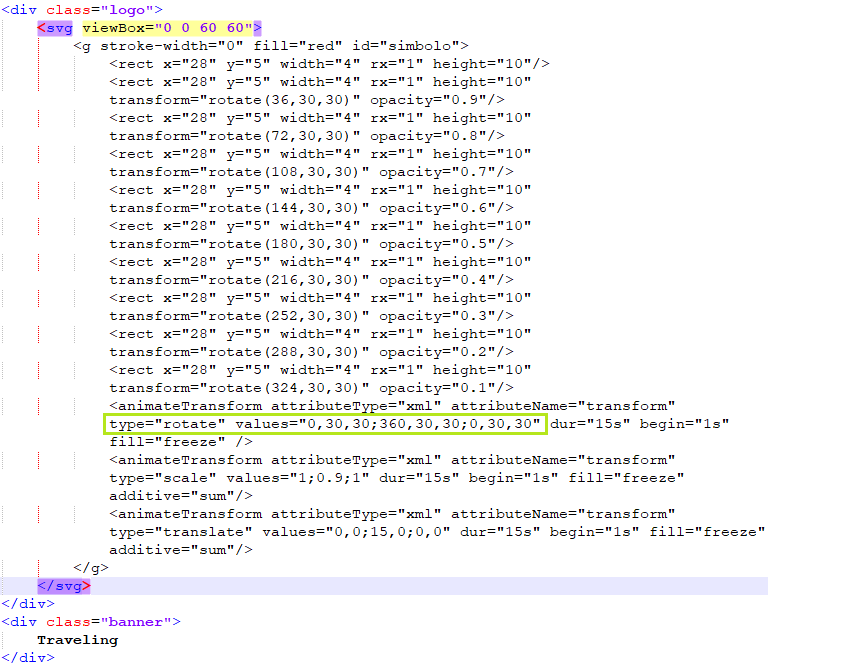 <div class="logo">
<svg viewBox="0 0 60 60">
<g stroke-width="0" fill="red" id="simbolo">
<rect x="28" y="5" width="4" rx="1" height="10"/>
<rect x="28" y="5" width="4" rx="1" height="10"
transform="rotate(36,30,30)" opacity="0.9"/>
<rect x="28" y="5" width="4" rx="1" height="10"
transform="rotate(72,30,30)" opacity="0.8"/>
<rect x="28" y="5" width="4" rx="1" height="10"
transform="rotate(108,30,30)" opacity="0.7"/>
<rect x="28" y="5" width="4" rx="1" height="10"
transform="rotate(144,30,30)" opacity="0.6"/>
<rect x="28" y="5" width="4" rx="1" height="10"
transform="rotate(180,30,30)" opacity="0.5"/>
<rect x="28" y="5" width="4" rx="1" height="10"
transform="rotate(216,30,30)" opacity="0.4"/>
<rect x="28" y="5" width="4" rx="1" height="10"
transform="rotate(252,30,30)" opacity="0.3"/>
<rect x="28" y="5" width="4" rx="1" height="10"
transform="rotate(288,30,30)" opacity="0.2"/>
<rect x="28" y="5" width="4" rx="1" height="10"
transform="rotate(324,30,30)" opacity="0.1"/>
<animateTransform attributeType="xml" attributeName="transform"
type="rotate" values="0,30,30;360,30,30;0,30,30" dur="15s" begin="1s"
fill="freeze" />
<animateTransform attributeType="xml" attributeName="transform"
type="scale" values="1;0.9;1" dur="15s" begin="1s" fill="freeze"
additive="sum"/>
<animateTransform attributeType="xml" attributeName="transform"
type="translate" values="0,0;15,0;0,0" dur="15s" begin="1s" fill="freeze"
additive="sum"/>
</g>
</svg>
</div>
<div class="banner">
Traveling
</div>